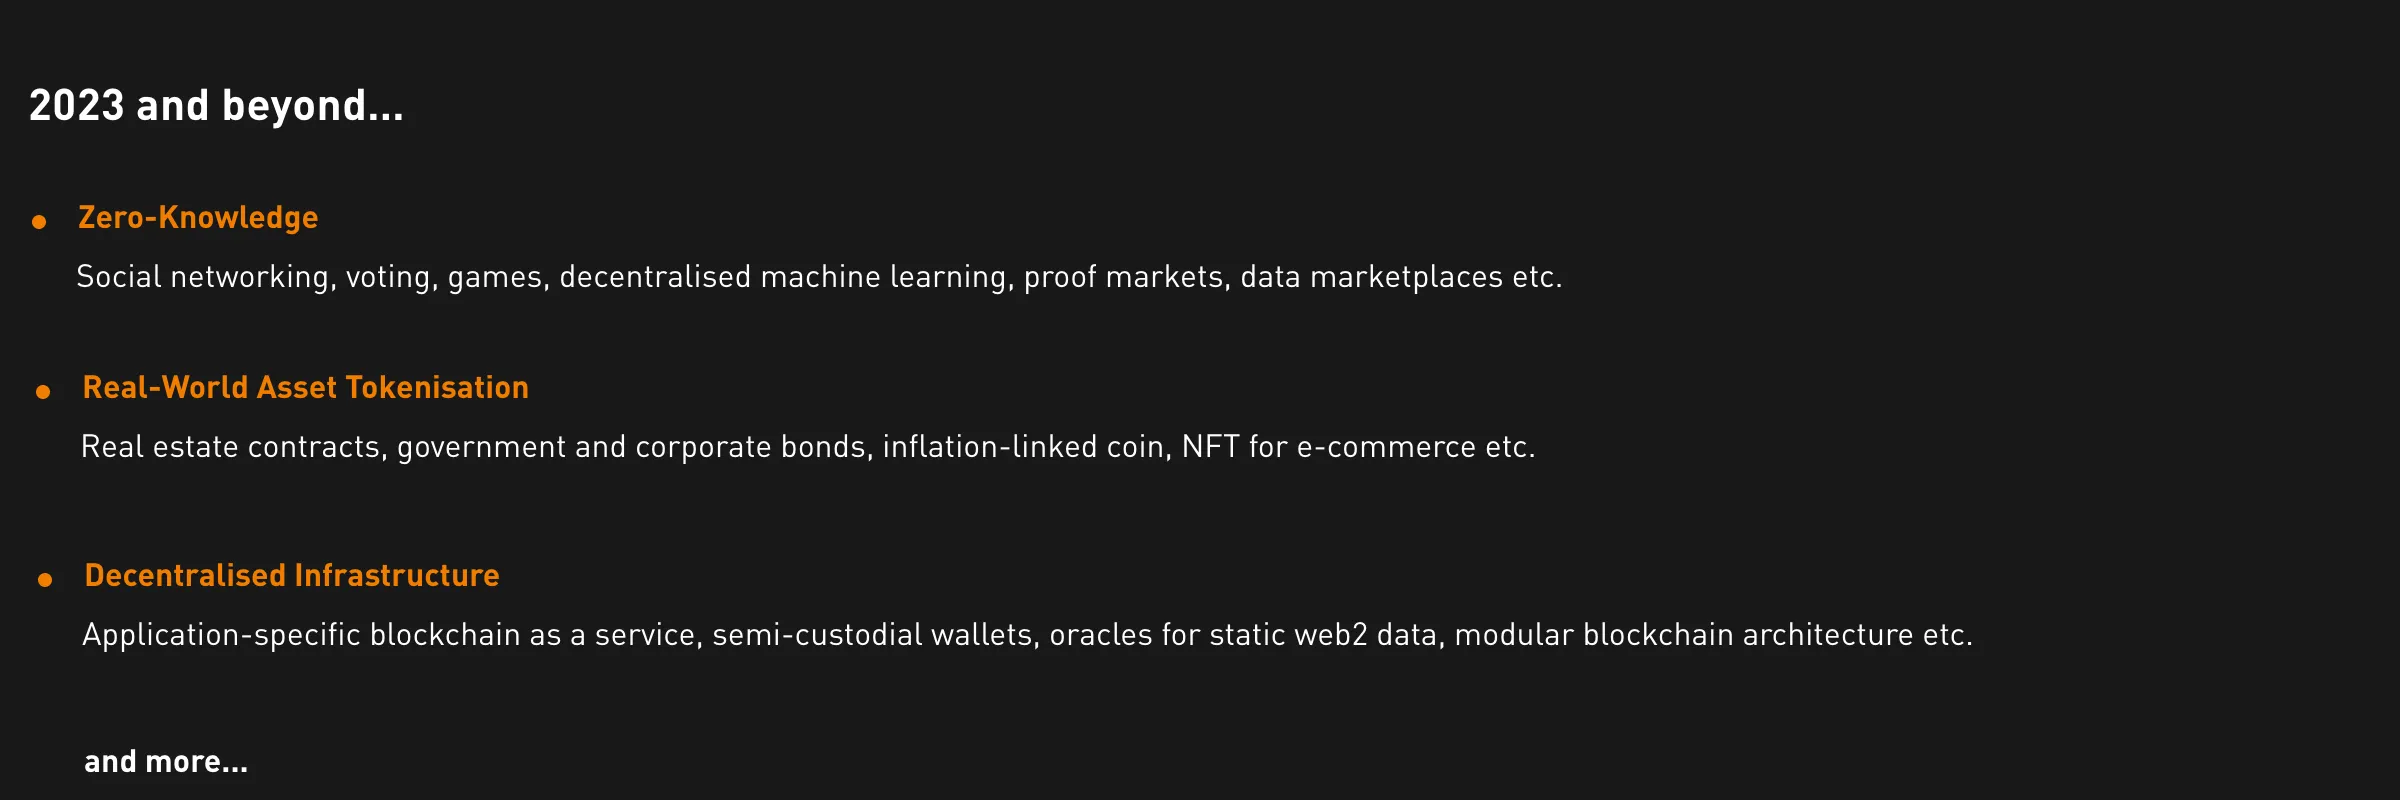 2023 and beyond...
• Zero-Knowledge
Social networking, voting, games, decentralised machine learning, proof markets, data marketplaces etc.
• Real-World Asset Tokenisation
Real estate contracts, government and corporate bonds, inflation-linked coin, NFT for e-commerce etc.
• Decentralised Infrastructure
Application-specific blockchain as a service, semi-custodial wallets, oracles for static web2 data, modular blockchain architecture etc.
and more...